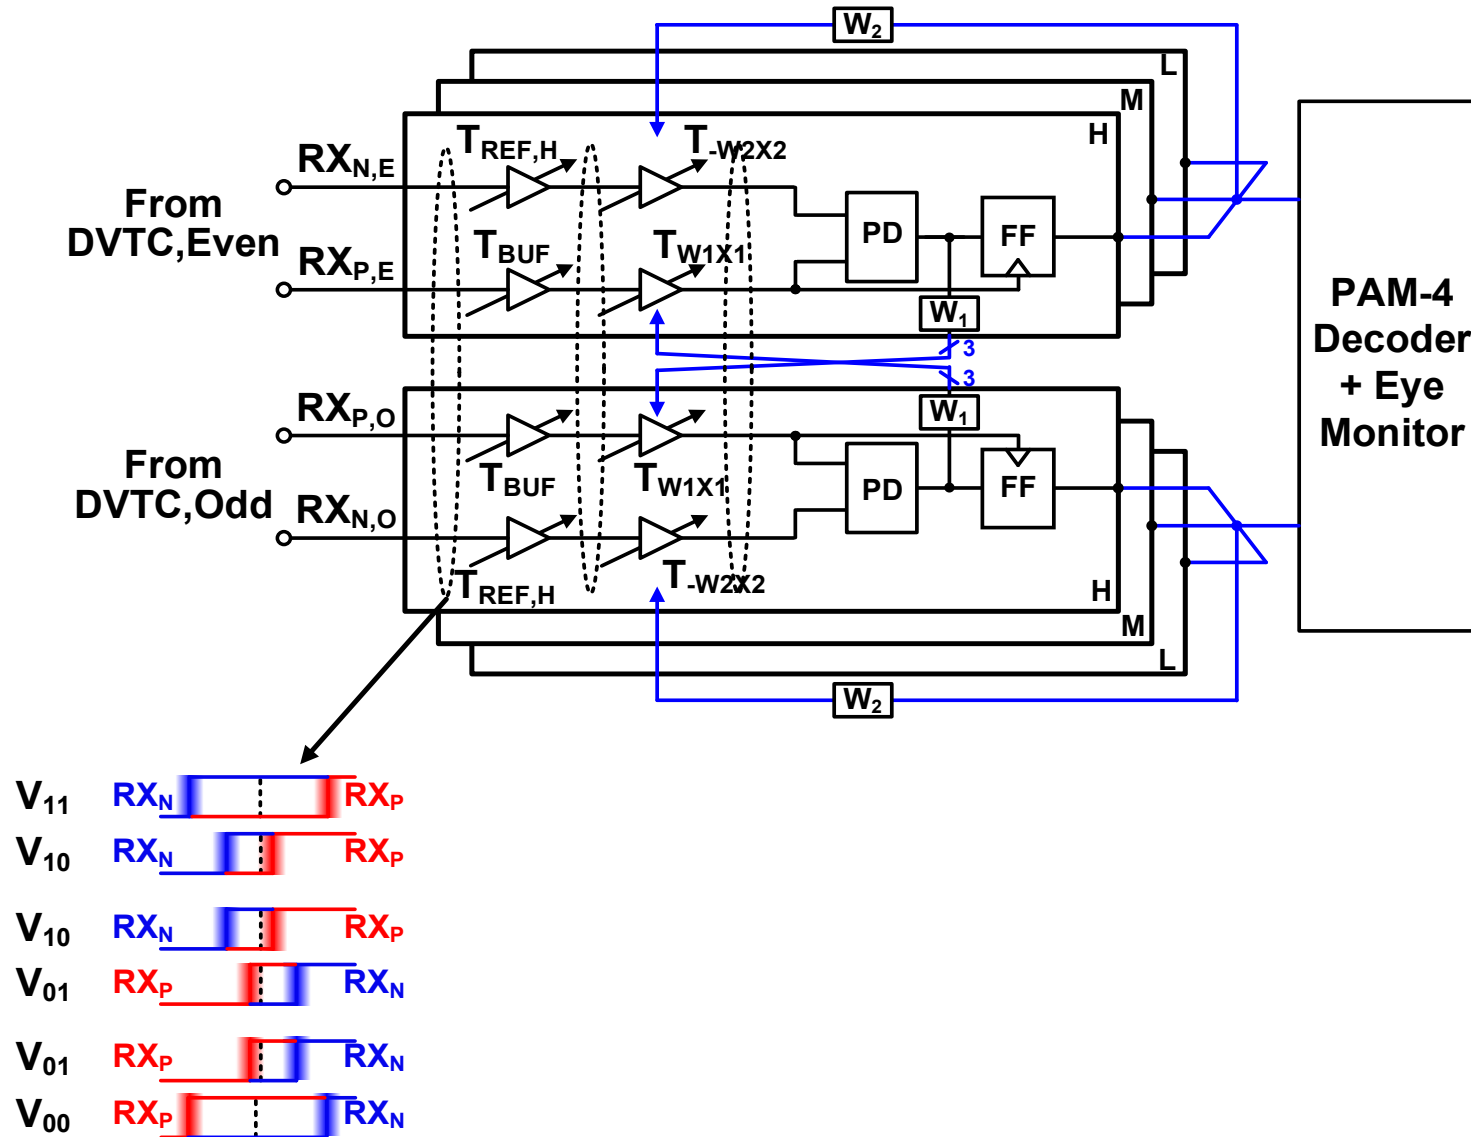 W2
L
M
H
TREF,H
T-W2X2
RXN,E
From
DVTC,Even
TBUF
TW1X1
PD
FF
RXP,E
W1
3
PAM-4
Decoder
+ Eye
Monitor
3
W1
RXP,O
From
DVTC,Odd
TBUF
TW1X1
PD
FF
RXN,O
TREF,H
T-W2X2
H
M
L
W2
V11 RXN RXP
V10 RXN RXP
V10 RXN RXP
V01 RXP RXN
V01 RXP RXN
V00 RXP RXN